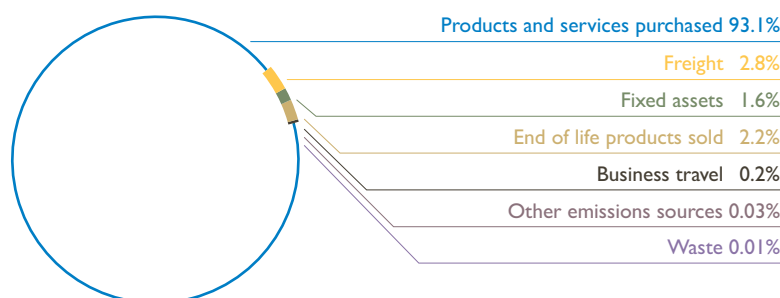 Products and services purchased 93.1%
Freight 2.8%
Fixed assets 1.6%
End of life products sold 2.2%
Business travel 0.2%
Other emissions sources 0.03%
Waste 0.01%